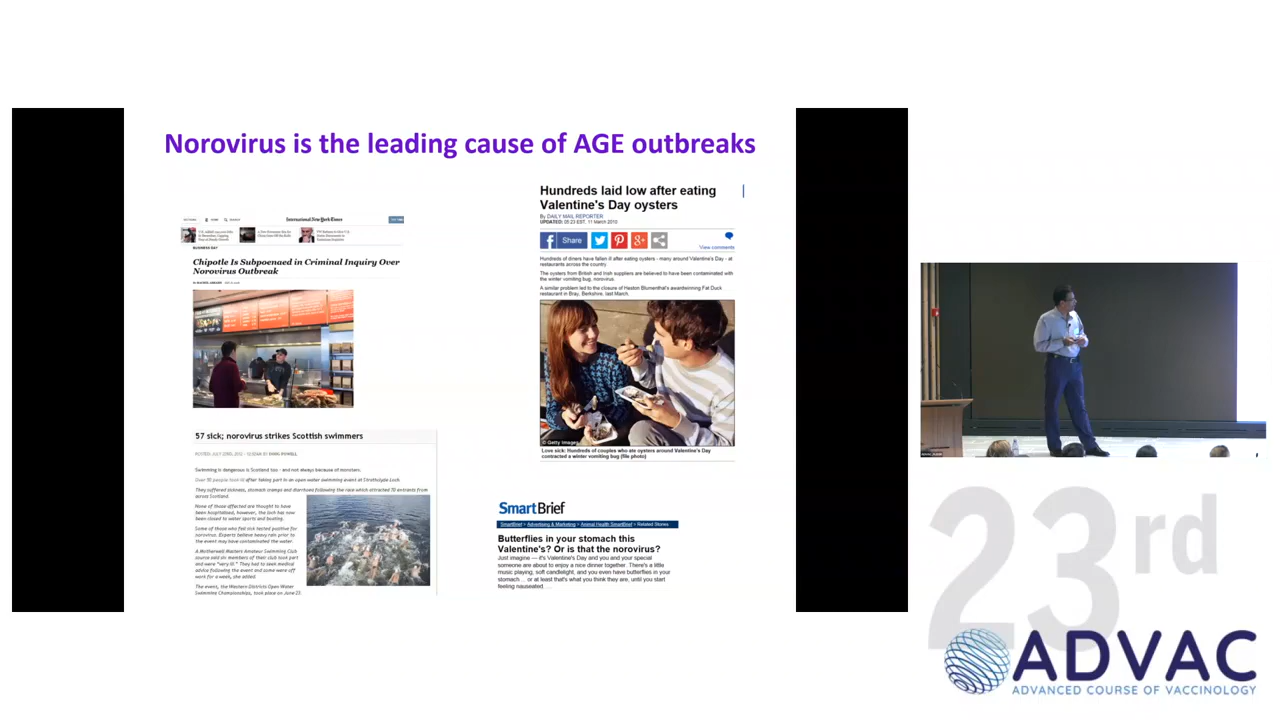 Norovirus is the leading cause of AGE outbreaks
International New York Times
BUSINESS DAY
Chipotle Is Subpoenaed in Criminal Inquiry Over
Norovirus Outbreak
Hundreds laid low after eating
Valentine's Day oysters
By DAILY MAIL REPORTER
UPDATED: 05:23 EST, 11 March 2010
Share
View comments
Hundreds of diners have fallen ill after eating oysters - many around Valentine's Day - at
restaurants across the country
The oysters from British and Irish suppliers are believed to have been contaminated with
the winter vomiting bug, norovirus.
A similar problem led to the closure of Heston Blumenthal's awardwinning Fat Duck
restaurant in Bray, Berkshire, last March.
© Getty Images
Love sick: Hundreds of couples who ate oysters around Valentine's Day
contracted a winter vomiting bug (file photo)
57 sick; norovirus strikes Scottish swimmers
Swimming is dangerous is Scotland too - and not always because of monsters.
Over 50 people took ill after taking part in an open water swimming event at Strathclyde Loch.
They suffered sickness, stomach cramps and diarrhoea following the race which attracted 70 entrants from
across Scotland.
None of those affected are thought to have
been hospitalised, however, the loch has now
been closed to water sports and boating.
Some of those who fell sick tested positive for
norovirus. Experts believe heavy rain prior to
the event may have contaminated the water.
A Motherwell Masters Amateur Swimming Club
source said six members of their club took part
and were "very ill." They had to seek medical
advice following the event and some were off
work for a week, she added.
The event, the Western Districts Open Water
Swimming Championships, took place on June 23.
SmartBrief
SmartBrief > Advertising & Marketing > Animal Health SmartBrief > Related Stories
Butterflies in your stomach this
Valentine's? Or is that the norovirus?
Just imagine — it's Valentine's Day and you and your special
someone are about to enjoy a nice dinner together. There's a little
music playing, soft candlelight, and you even have butterflies in your
stomach ... or at least that's what you think they are, until you start
feeling nauseated. ...
23rd
ADVAC
ADVANCED COURSE OF VACCINOLOGY